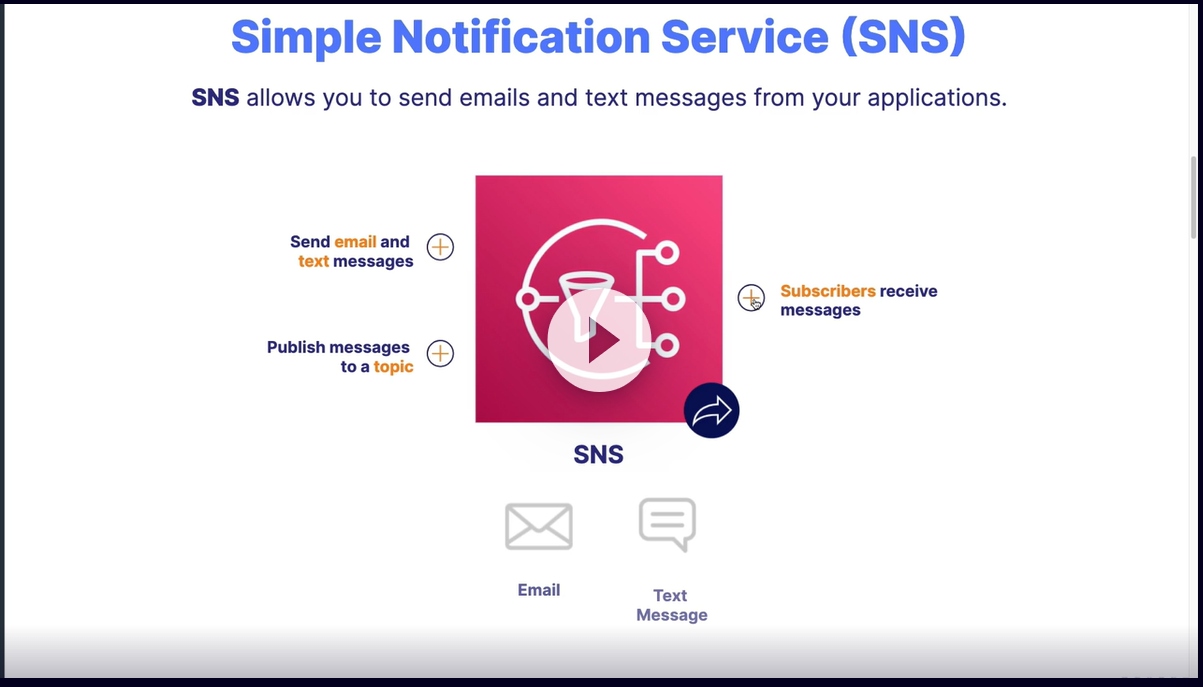 Simple Notification Service (SNS)
SNS allows you to send emails and text messages from your applications.
Send email and
text messages
Publish messages
to a topic
Subscribers receive
messages
SNS
Email
Text
Message